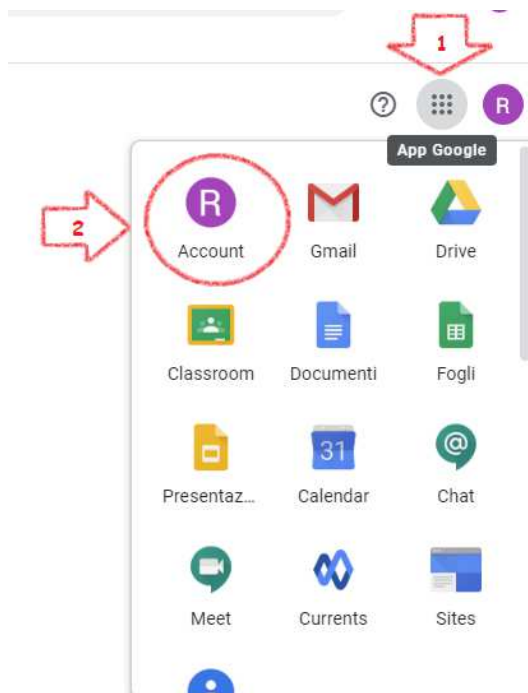 1
R
App Google
2
R
Account
Gmail
Drive
Classroom
Documenti
Fogli
Presentaz...
31
Calendar
@
Chat
Meet
Currents
Sites